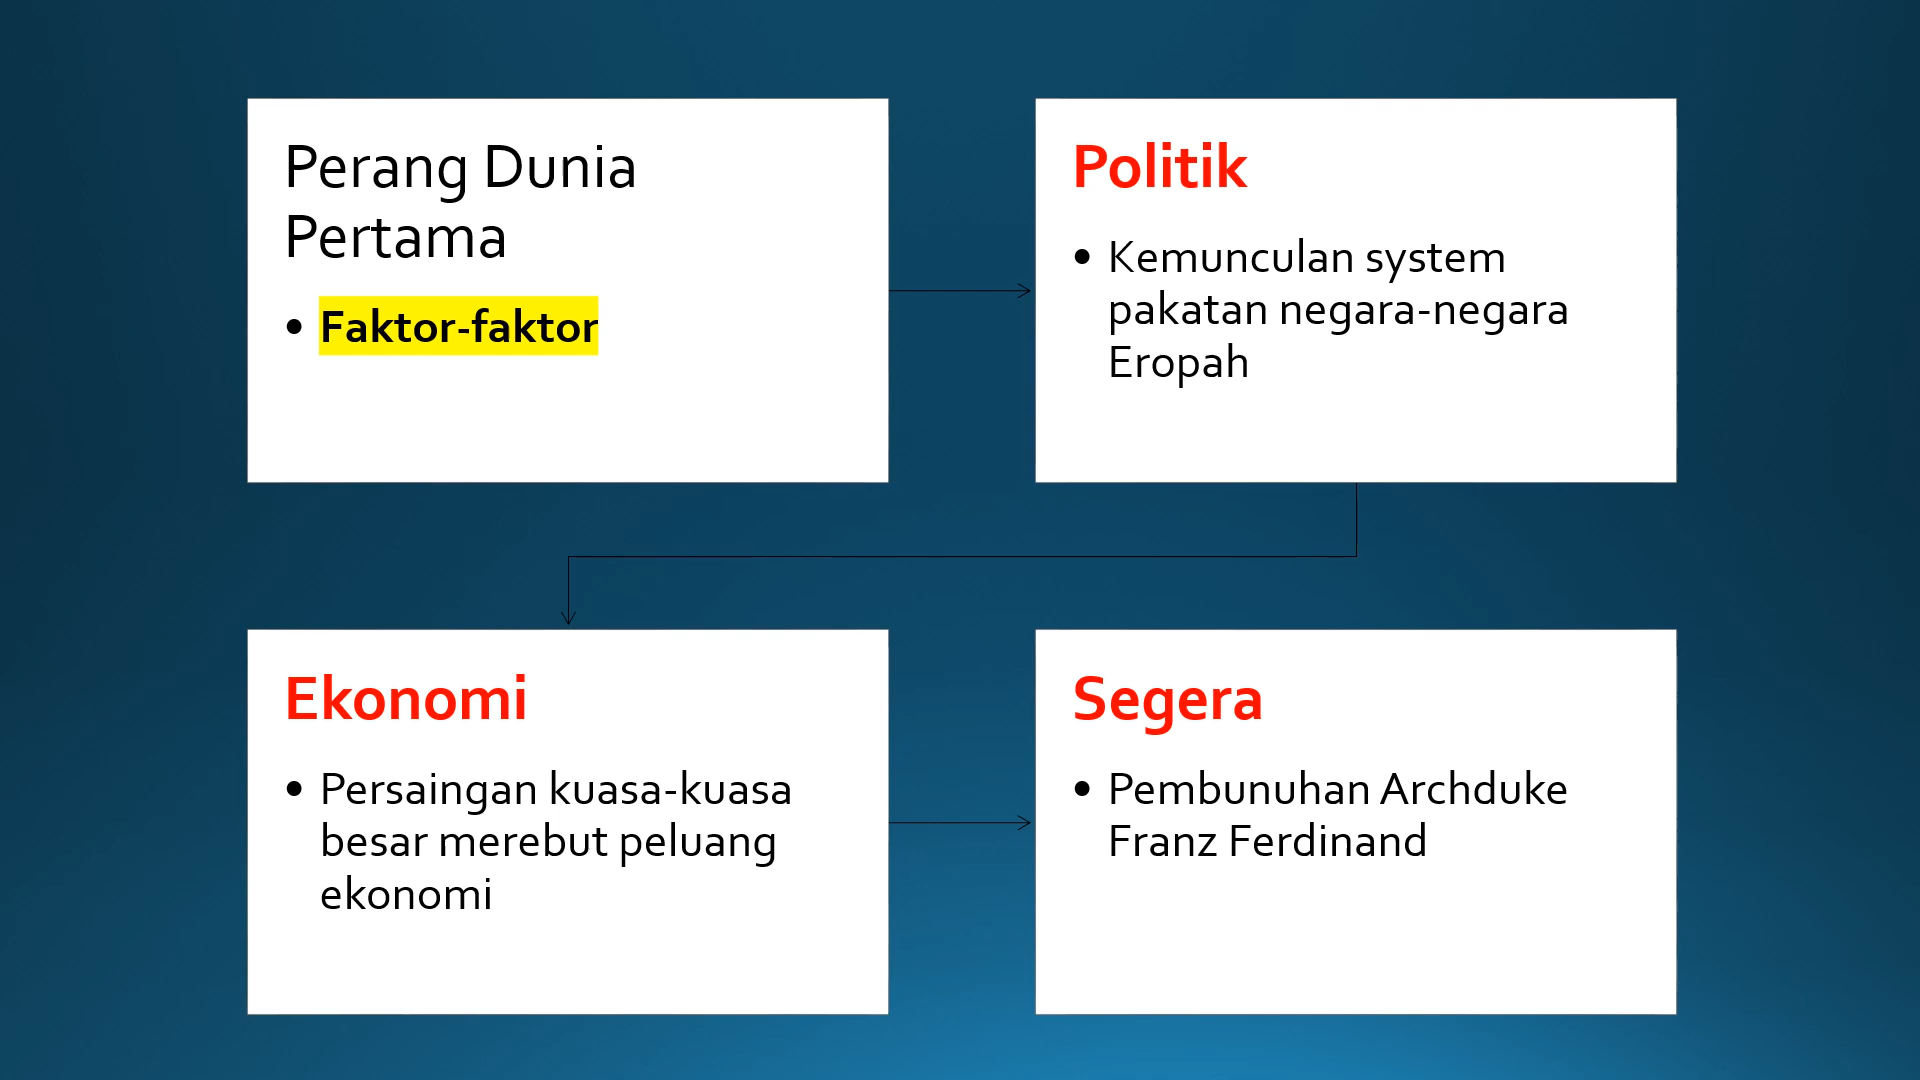 Perang Dunia
Pertama
• Faktor-faktor
Politik
• Kemunculan system
pakatan negara-negara
Eropah
Ekonomi
• Persaingan kuasa-kuasa
besar merebut peluang
ekonomi
Segera
• Pembunuhan Archduke
Franz Ferdinand